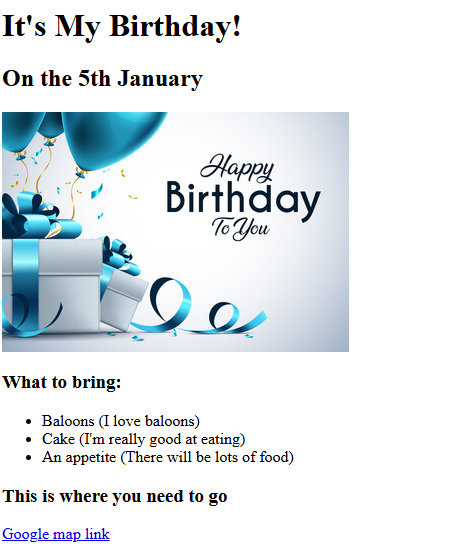 It's My Birthday!
On the 5th January
Happy
Birthday
To You
What to bring:
Baloons (I love baloons)
Cake (I'm really good at eating)
An appetite (There will be lots of food)
This is where you need to go
Google map link